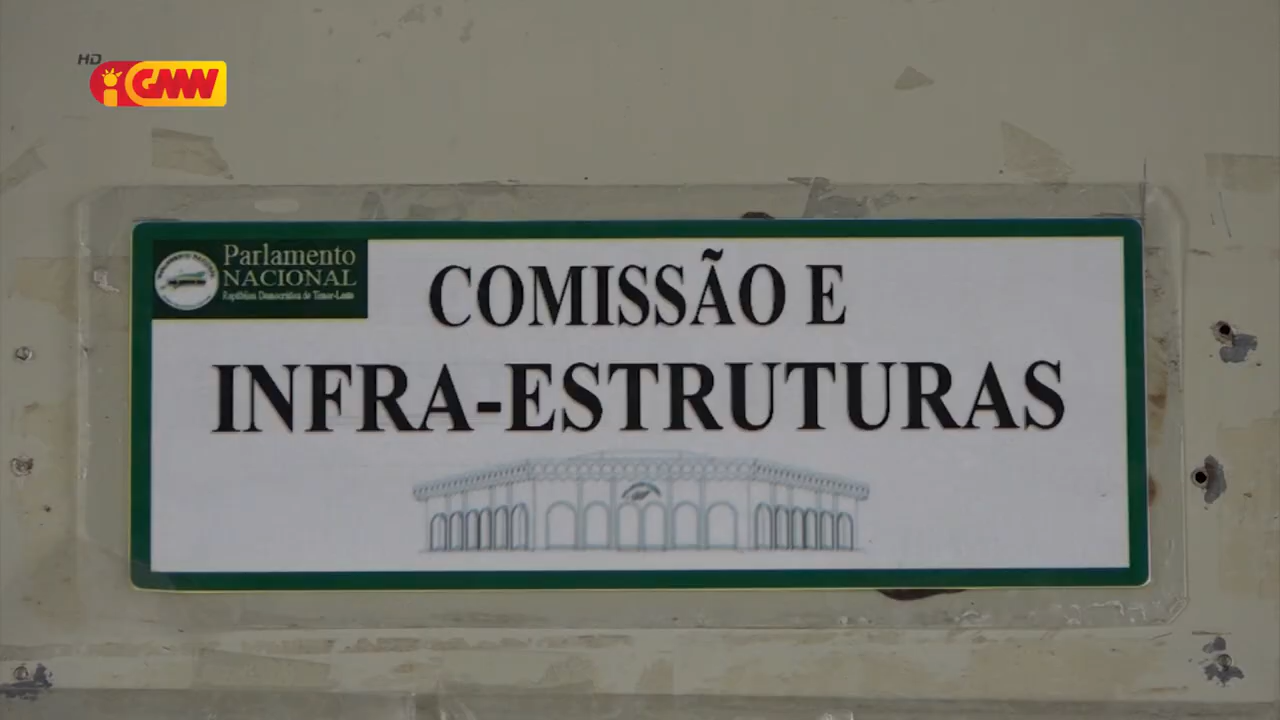 HD
GMN
Parlamento
NACIONAL
República Democrática de Timor-Leste
COMISSÃO E
INFRA-ESTRUTURAS